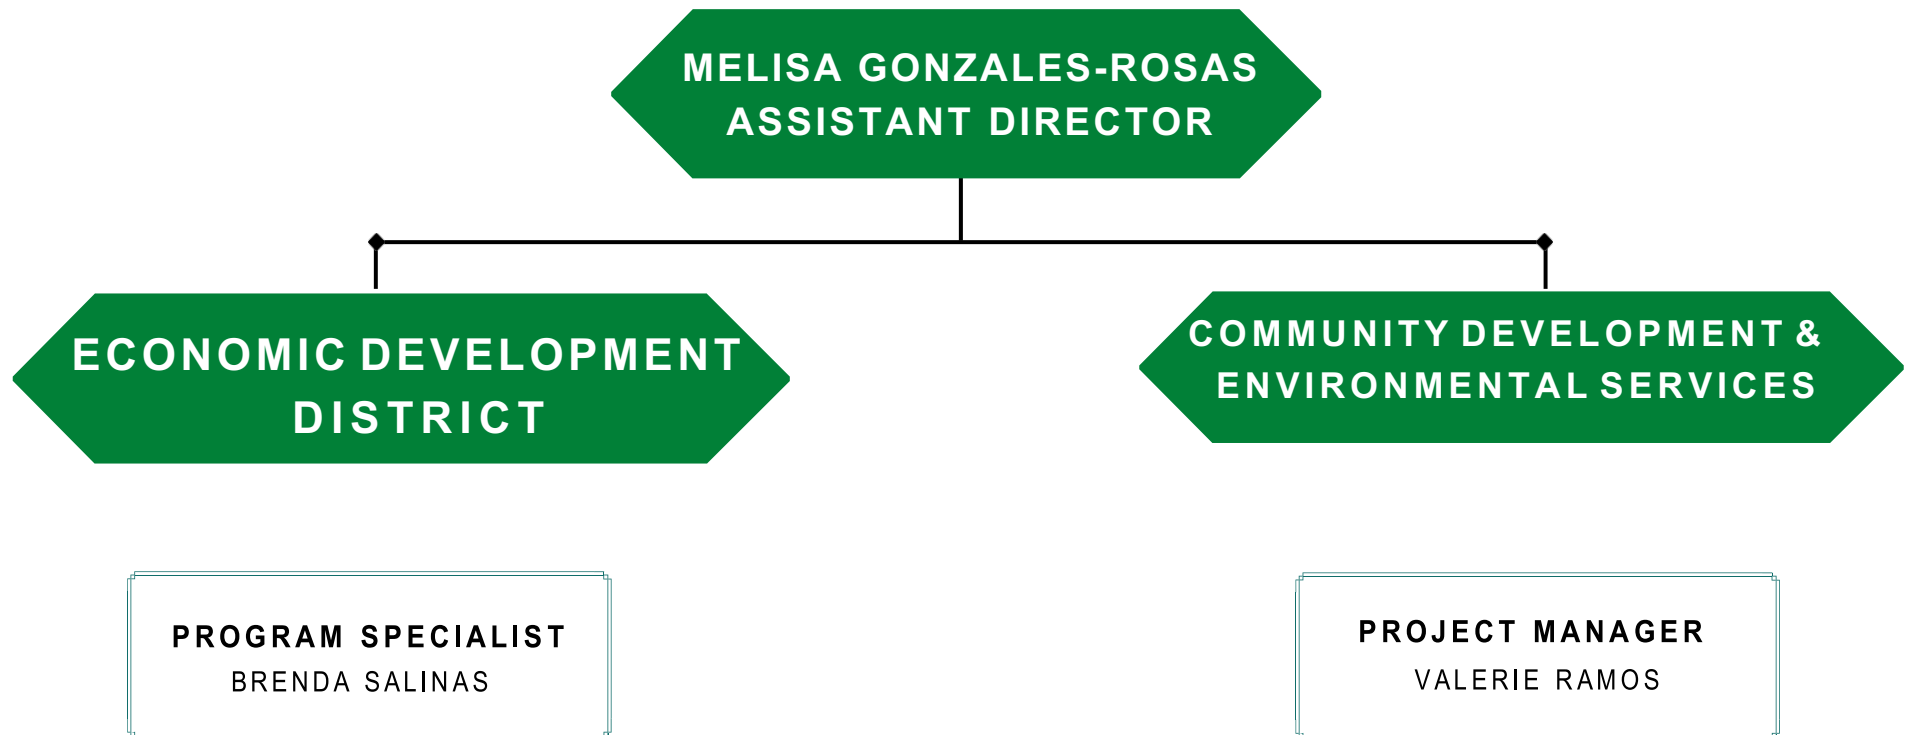 MELISA GONZALES-ROSAS
ASSISTANT DIRECTOR
ECONOMIC DEVELOPMENT
DISTRICT
COMMUNITY DEVELOPMENT &
ENVIRONMENTAL SERVICES
PROGRAM SPECIALIST
BRENDA SALINAS
PROJECT MANAGER
VALERIE RAMOS